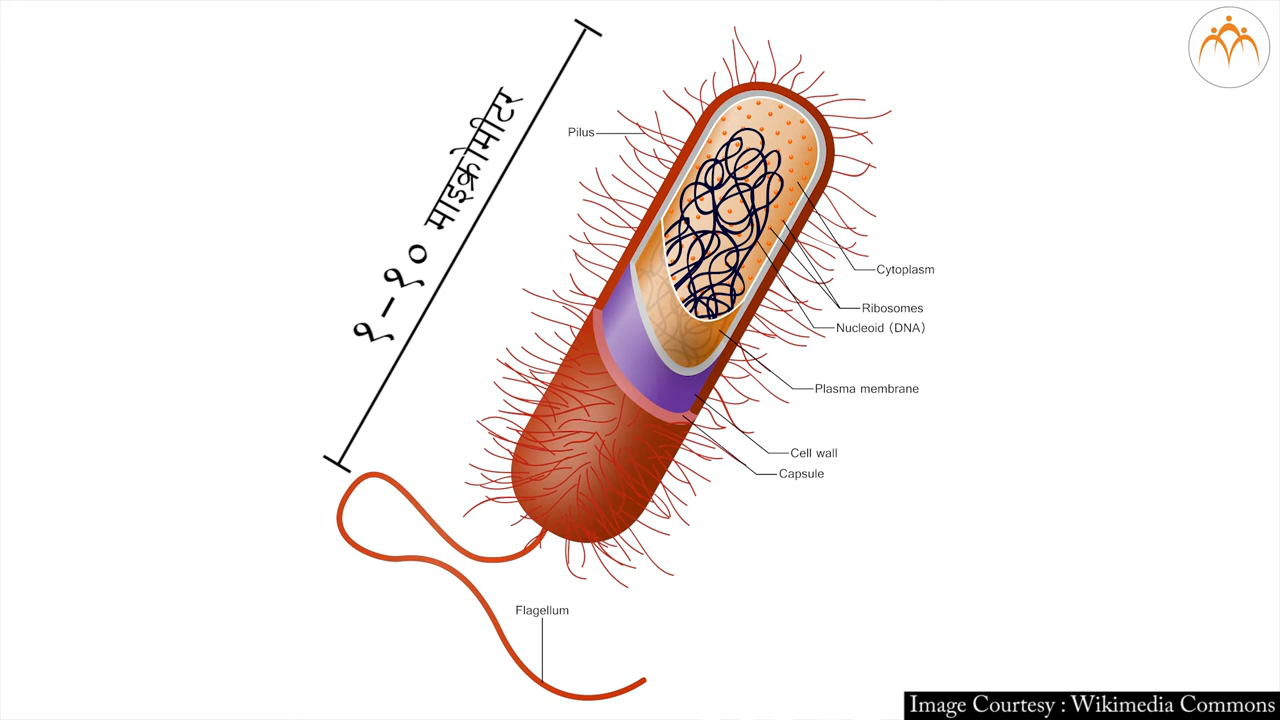 १-१० माइक्रोमीटर
Pilus
Cytoplasm
Ribosomes
Nucleoid (DNA)
Plasma membrane
Cell wall
Capsule
Flagellum
Image Courtesy : Wikimedia Commons